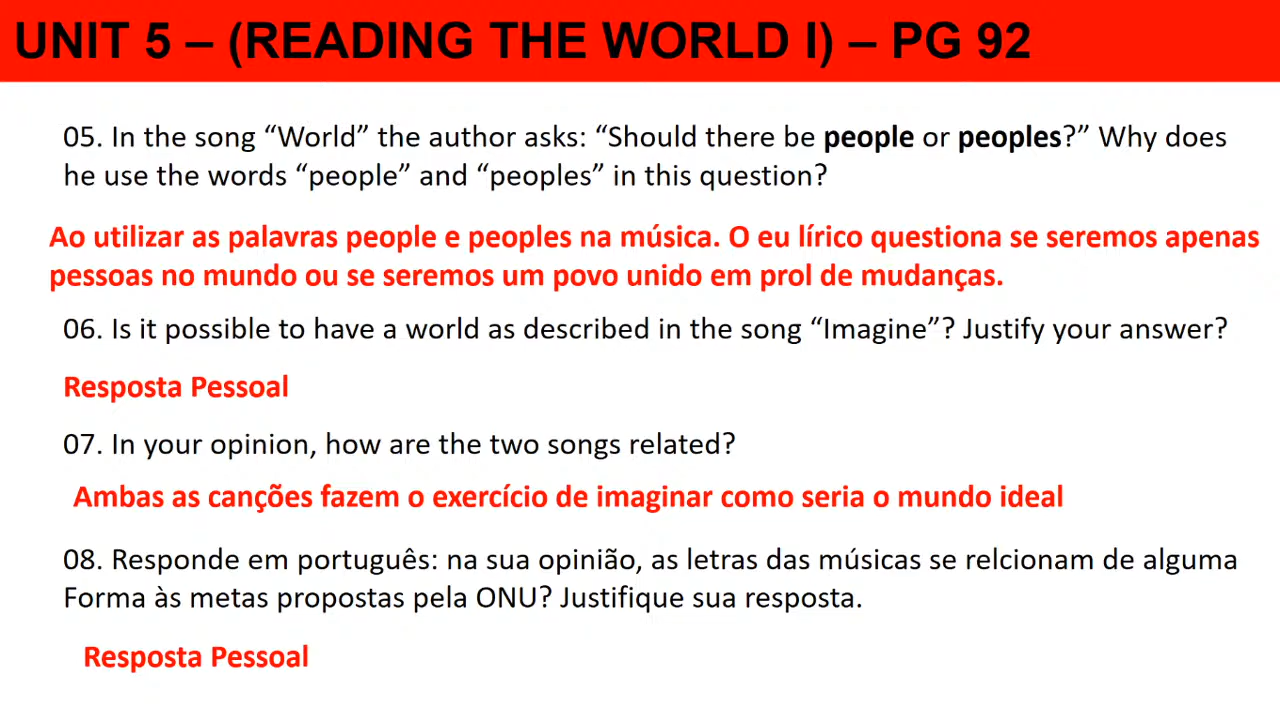 UNIT 5 – (READING THE WORLD I) – PG 92
05. In the song “World” the author asks: “Should there be people or peoples?” Why does
he use the words “people” and “peoples” in this question?
Ao utilizar as palavras people e peoples na música. O eu lírico questiona se seremos apenas
pessoas no mundo ou se seremos um povo unido em prol de mudanças.
06. Is it possible to have a world as described in the song “Imagine”? Justify your answer?
Resposta Pessoal
07. In your opinion, how are the two songs related?
Ambas as canções fazem o exercício de imaginar como seria o mundo ideal
08. Responde em português: na sua opinião, as letras das músicas se relcionam de alguma
Forma às metas propostas pela ONU? Justifique sua resposta.
Resposta Pessoal